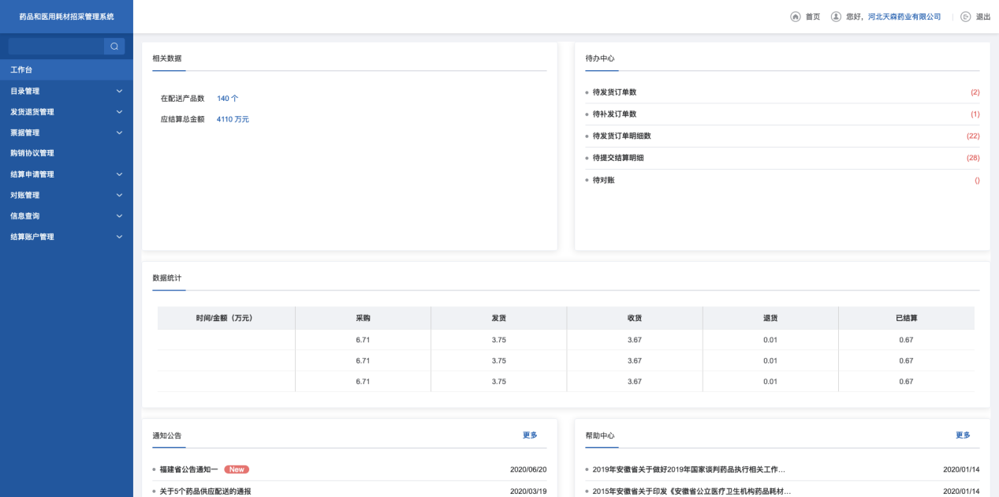 药品和医用耗材招采管理系统
首页 您好，河北天森药业有限公司 退出
工作台
目录管理
发货退货管理
票据管理
购销协议管理
结算申请管理
对账管理
信息查询
结算账户管理
相关数据
在配送产品数 140 个
应结算总金额 4110 万元
待办中心
待发货订单数 (2)
待补发订单数 (1)
待发货订单明细数 (22)
待提交结算明细 (28)
待对账 ()
数据统计
时间/金额（万元） 采购 发货 收货 退货 已结算
6.71 3.75 3.67 0.01 0.67
6.71 3.75 3.67 0.01 0.67
6.71 3.75 3.67 0.01 0.67
通知公告 更多
福建省公告通知一 New 2020/06/20
关于5个药品供应配送的通报 2020/03/19
帮助中心 更多
2019年安徽省关于做好2019年国家谈判药品执行相关工作... 2020/01/14
2015年安徽省关于印发《安徽省公立医疗卫生机构药品耗材... 2020/01/14